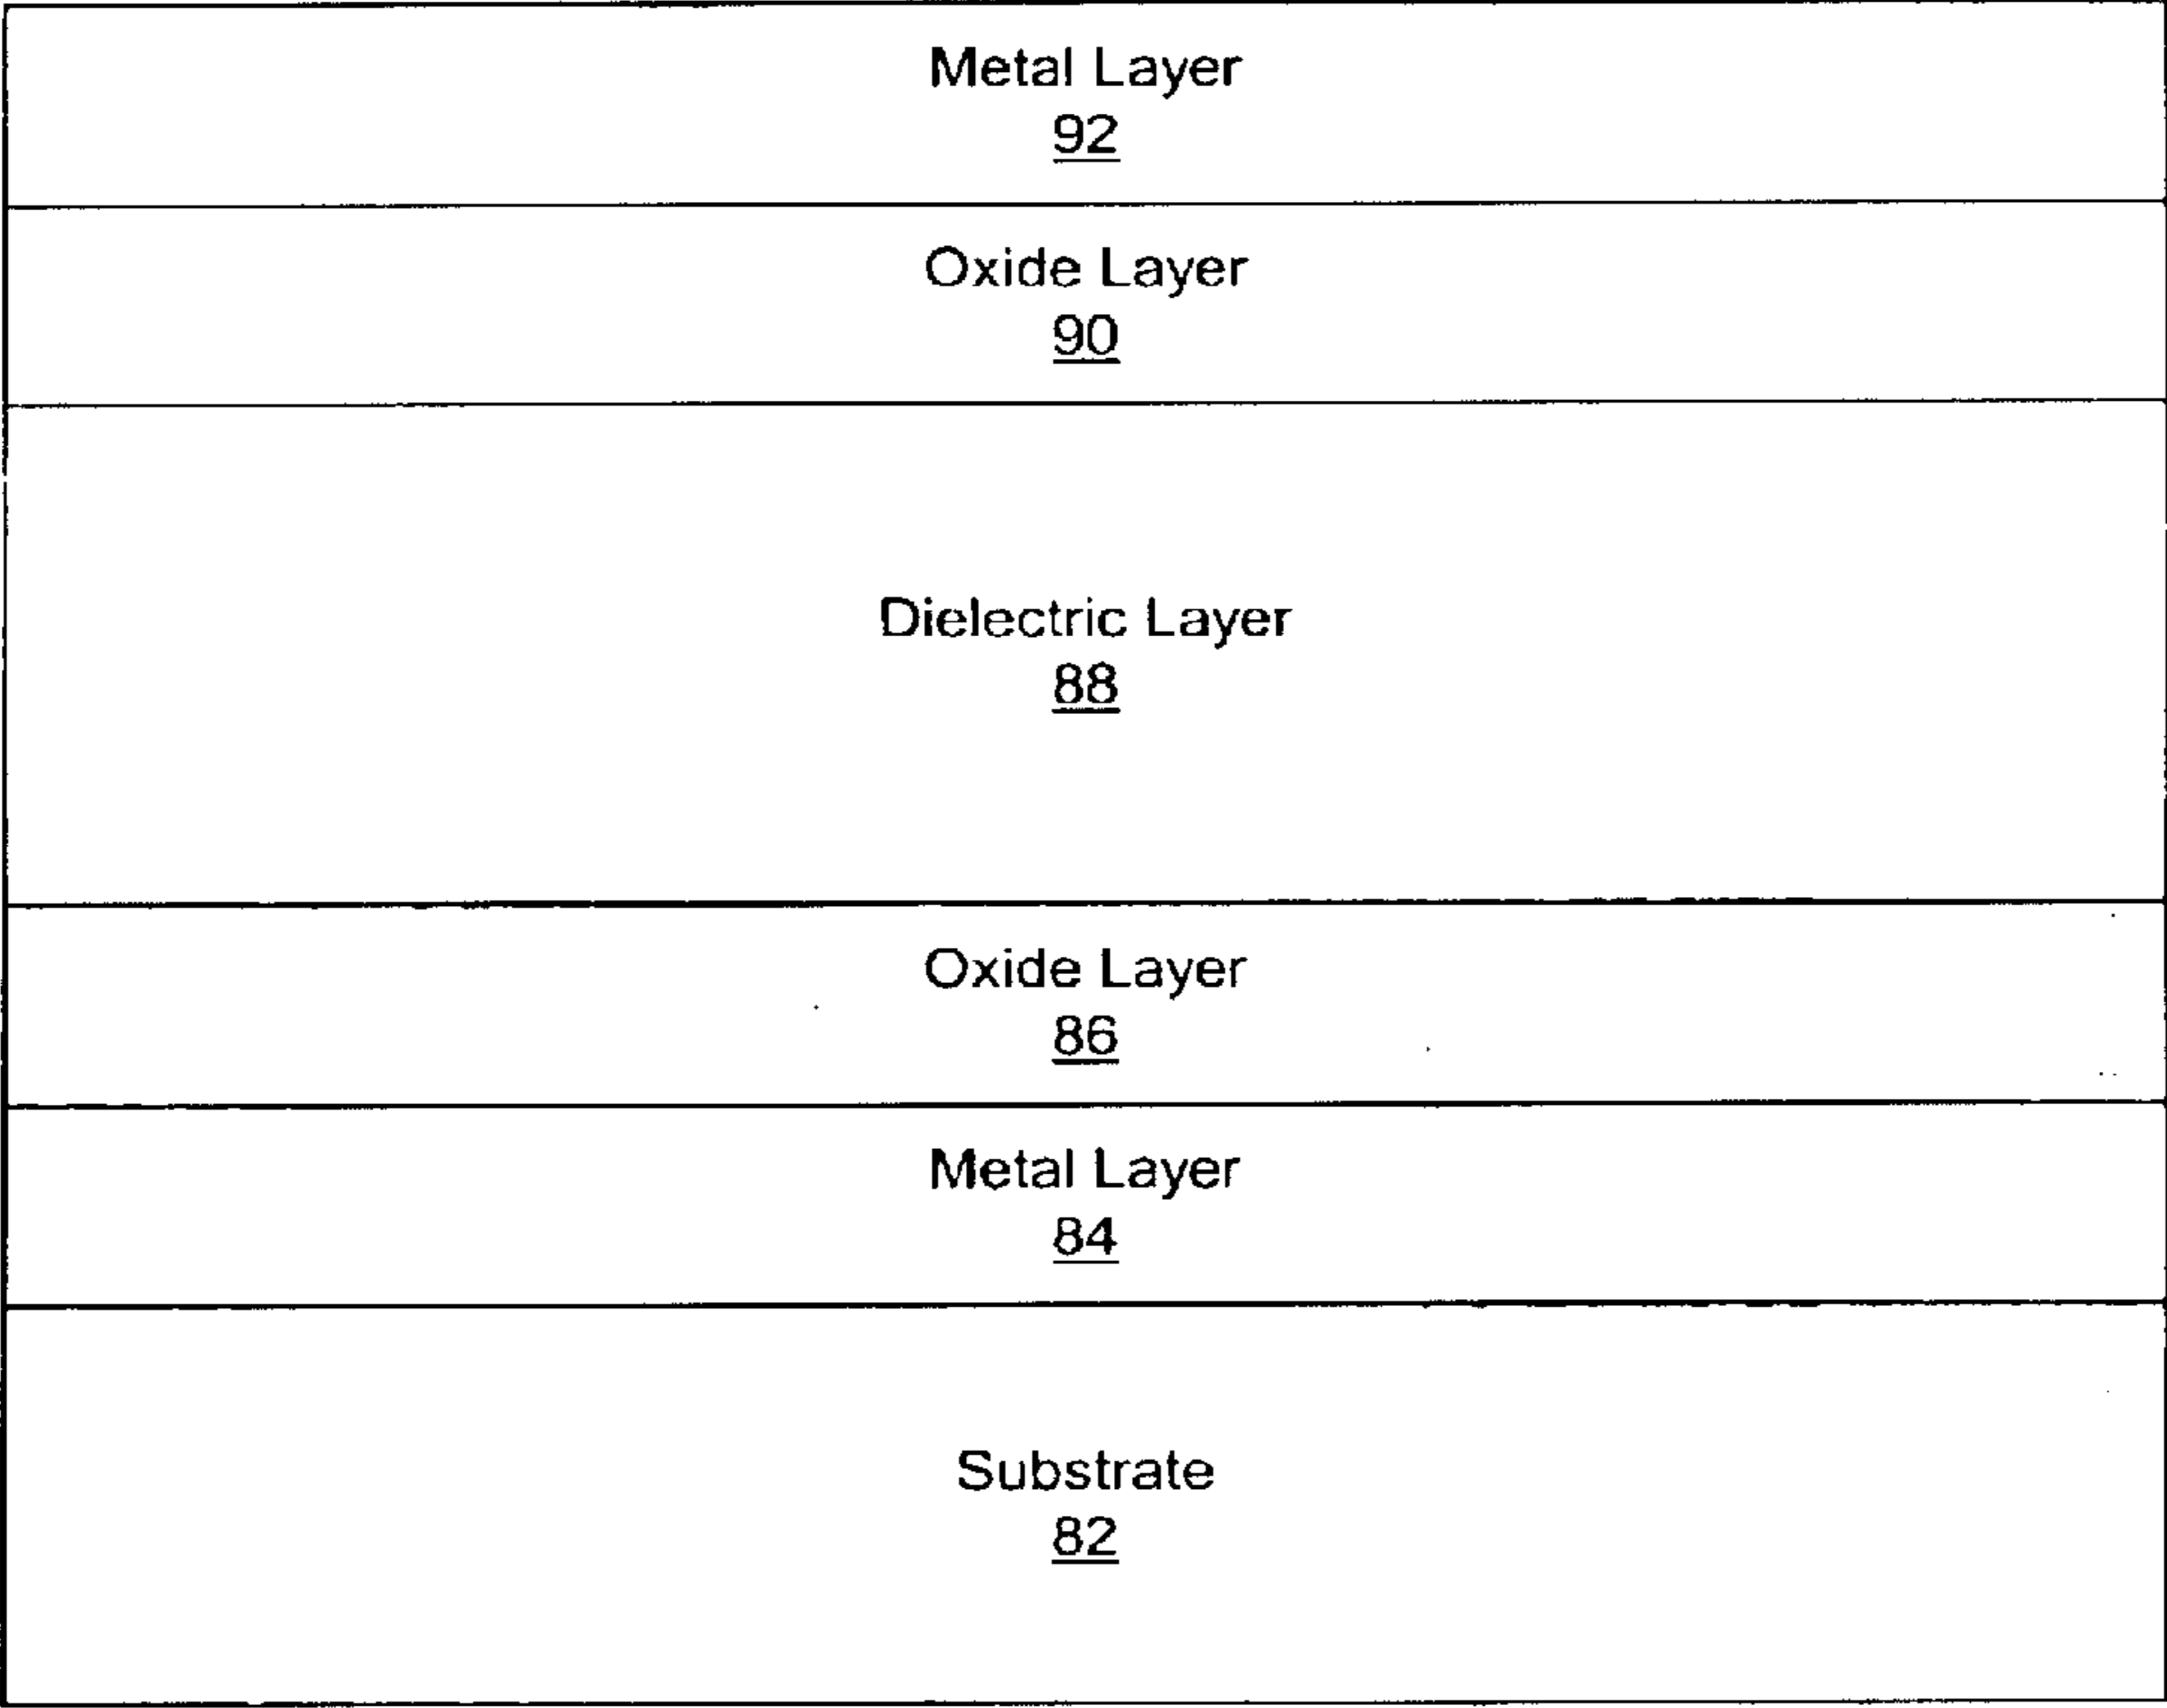 Metal Layer
92
Oxide Layer
90
Dielectric Layer
88
Oxide Layer
86
Metal Layer
84
Substrate
82